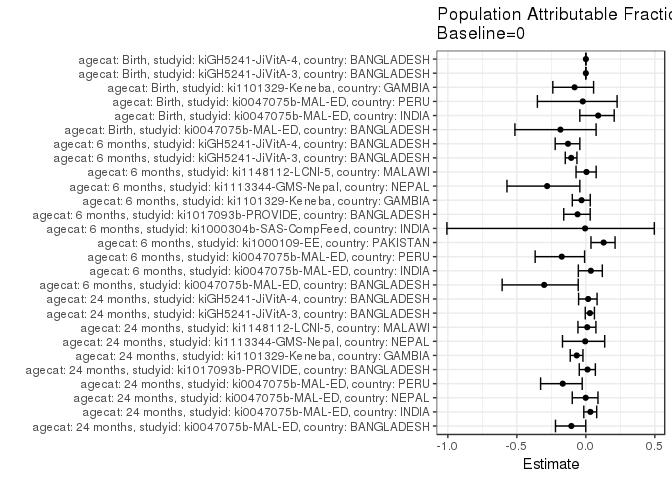 Population Attributable Fractio
Baseline=0
agecat: Birth, studyid: kiGH5241-JiVitA-4, country: BANGLADESH
agecat: Birth, studyid: kiGH5241-JiVitA-3, country: BANGLADESH
agecat: Birth, studyid: ki1101329-Keneba, country: GAMBIA
agecat: Birth, studyid: ki0047075b-MAL-ED, country: PERU
agecat: Birth, studyid: ki0047075b-MAL-ED, country: INDIA
agecat: Birth, studyid: ki0047075b-MAL-ED, country: BANGLADESH
agecat: 6 months, studyid: kiGH5241-JiVitA-4, country: BANGLADESH
agecat: 6 months, studyid: kiGH5241-JiVitA-3, country: BANGLADESH
agecat: 6 months, studyid: ki1148112-LCNI-5, country: MALAWI
agecat: 6 months, studyid: ki1113344-GMS-Nepal, country: NEPAL
agecat: 6 months, studyid: ki1101329-Keneba, country: GAMBIA
agecat: 6 months, studyid: ki1017093b-PROVIDE, country: BANGLADESH
agecat: 6 months, studyid: ki1000304b-SAS-CompFeed, country: INDIA
agecat: 6 months, studyid: ki1000109-EE, country: PAKISTAN
agecat: 6 months, studyid: ki0047075b-MAL-ED, country: PERU
agecat: 6 months, studyid: ki0047075b-MAL-ED, country: INDIA
agecat: 6 months, studyid: ki0047075b-MAL-ED, country: BANGLADESH
agecat: 24 months, studyid: kiGH5241-JiVitA-4, country: BANGLADESH
agecat: 24 months, studyid: kiGH5241-JiVitA-3, country: BANGLADESH
agecat: 24 months, studyid: ki1148112-LCNI-5, country: MALAWI
agecat: 24 months, studyid: ki1113344-GMS-Nepal, country: NEPAL
agecat: 24 months, studyid: ki1101329-Keneba, country: GAMBIA
agecat: 24 months, studyid: ki1017093b-PROVIDE, country: BANGLADESH
agecat: 24 months, studyid: ki0047075b-MAL-ED, country: PERU
agecat: 24 months, studyid: ki0047075b-MAL-ED, country: NEPAL
agecat: 24 months, studyid: ki0047075b-MAL-ED, country: INDIA
agecat: 24 months, studyid: ki0047075b-MAL-ED, country: BANGLADESH
-1.0 -0.5 0.0 0.5
Estimate